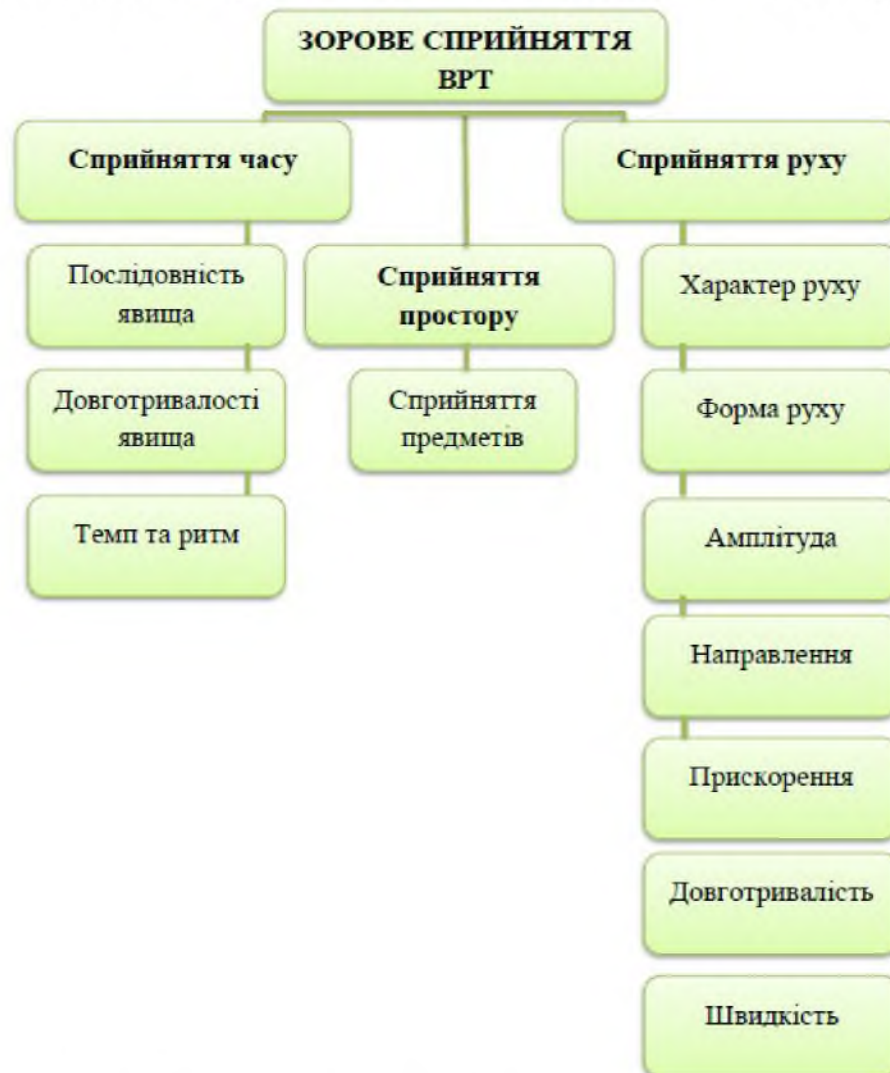 ЗОРОВЕ СПРИЙНЯТТЯ
ВРТ
Сприйняття часу
Послідовність
явища
Довготривалості
явища
Темп та ритм
Сприйняття
простору
Сприйняття
предметів
Сприйняття руху
Характер руху
Форма руху
Амплітуда
Направлення
Прискорення
Довготривалість
Швидкість